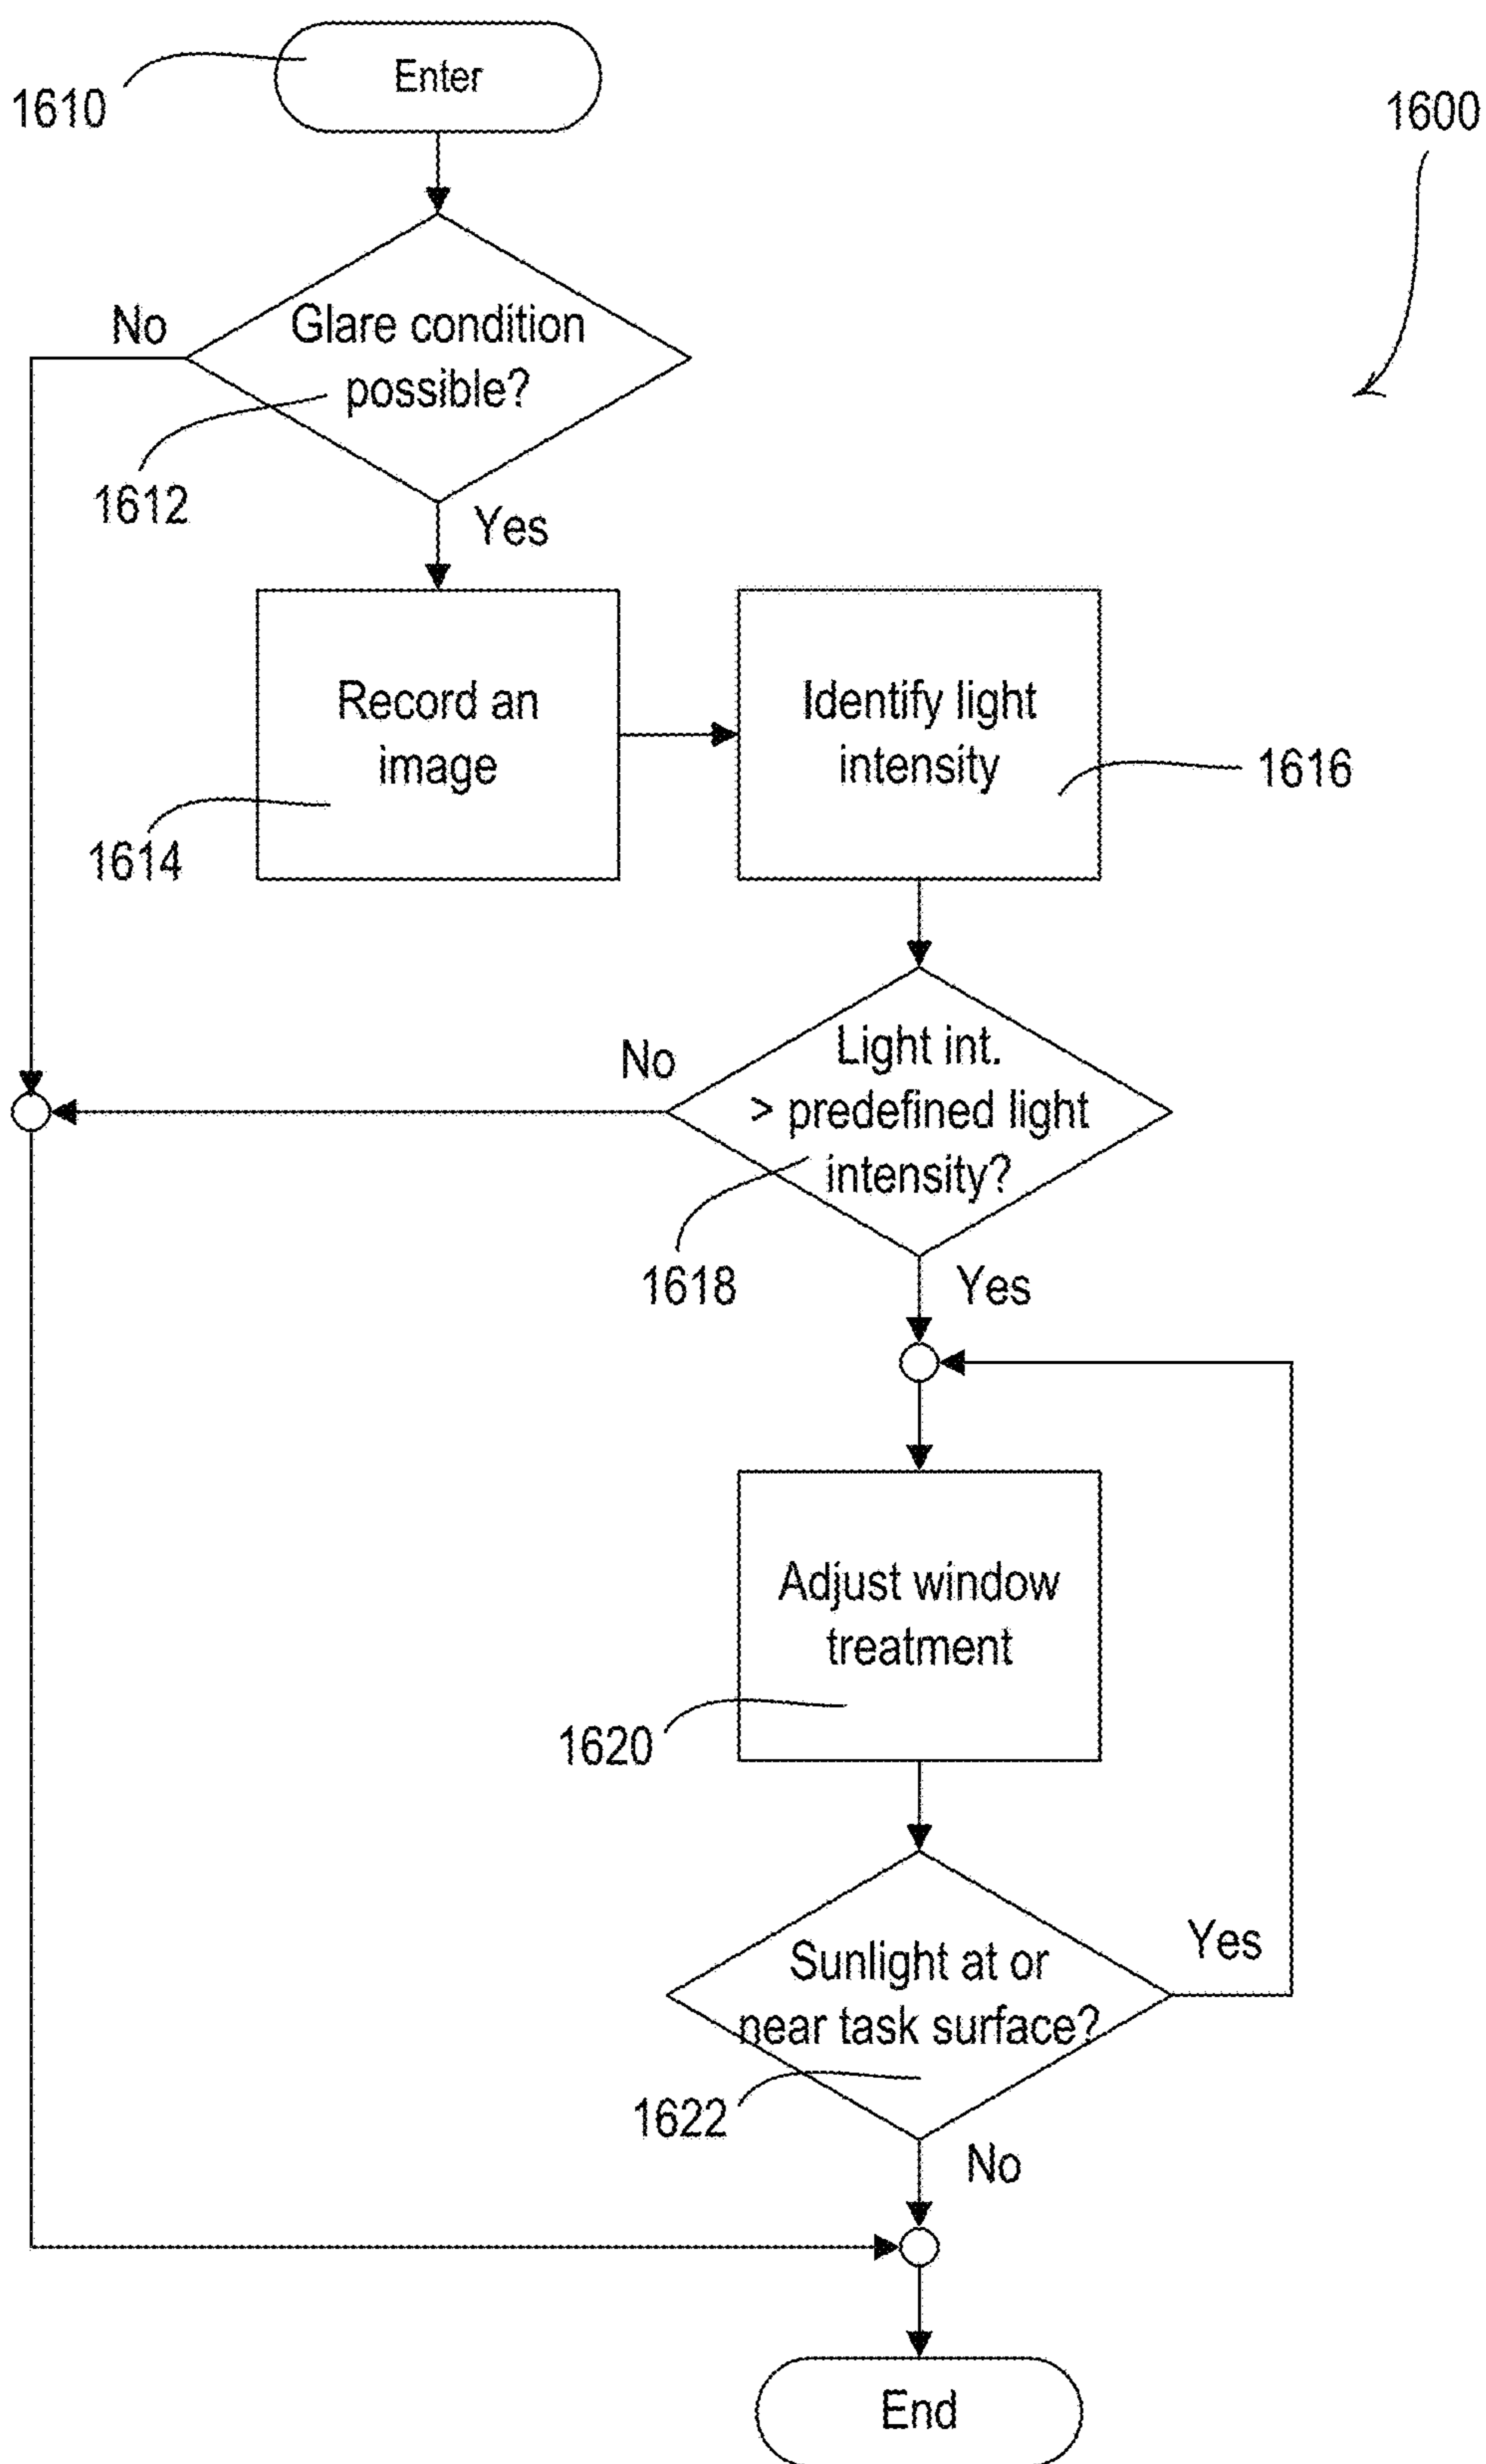 Enter
1610
1600
No
Glare condition
possible?
1612
Yes
Record an
image
1614
Identify light
intensity
1616
No
Light int.
> predefined light
intensity?
1618
Yes
Adjust window
treatment
1620
Sunlight at or
near task surface?
Yes
1622
No
End